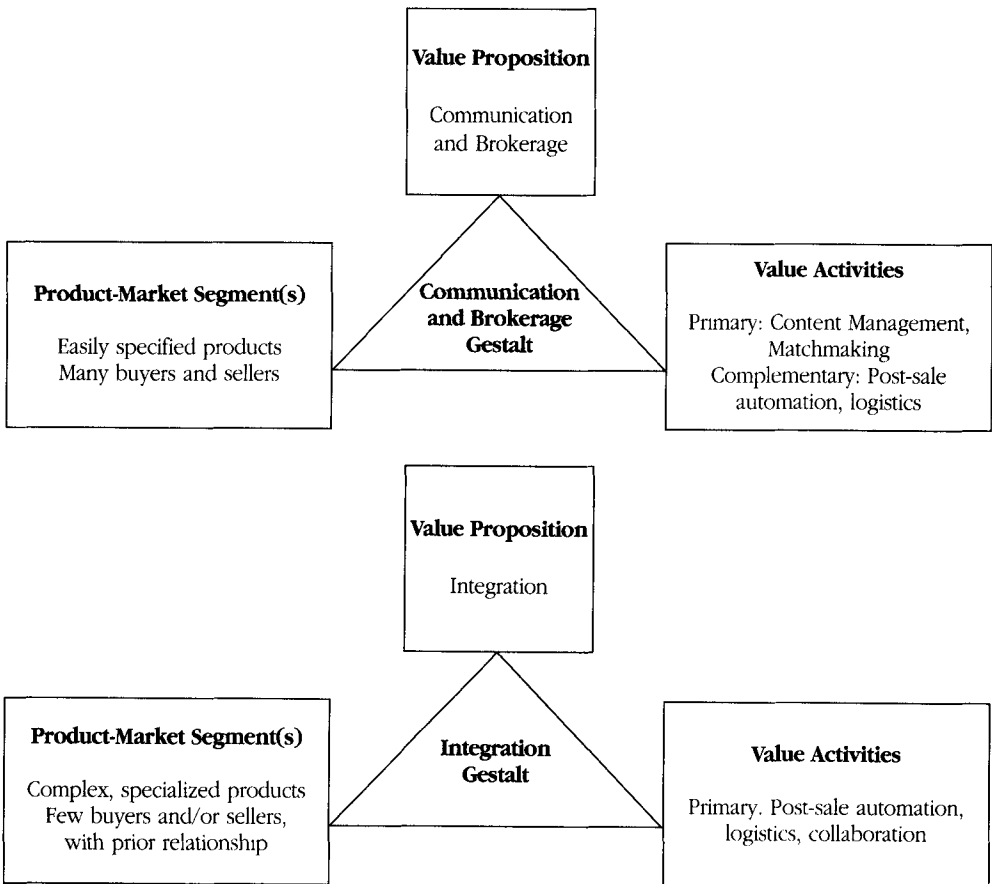 Value Proposition
Communication
and Brokerage
Product-Market Segment(s)
Easily specified products
Many buyers and sellers
Communication
and Brokerage
Gestalt
Value Activities
Primary: Content Management,
Matchmaking
Complementary: Post-sale
automation, logistics
Value Proposition
Integration
Product-Market Segment(s)
Complex, specialized products
Few buyers and/or sellers,
with prior relationship
Integration
Gestalt
Value Activities
Primary. Post-sale automation,
logistics, collaboration